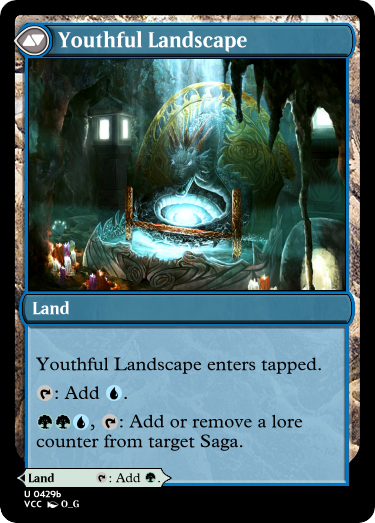 Youthful Landscape
Land
Youthful Landscape enters tapped.
: Add .
, : Add or remove a lore
counter from target Saga.
Land : Add .
U 0429b
VCC O_G